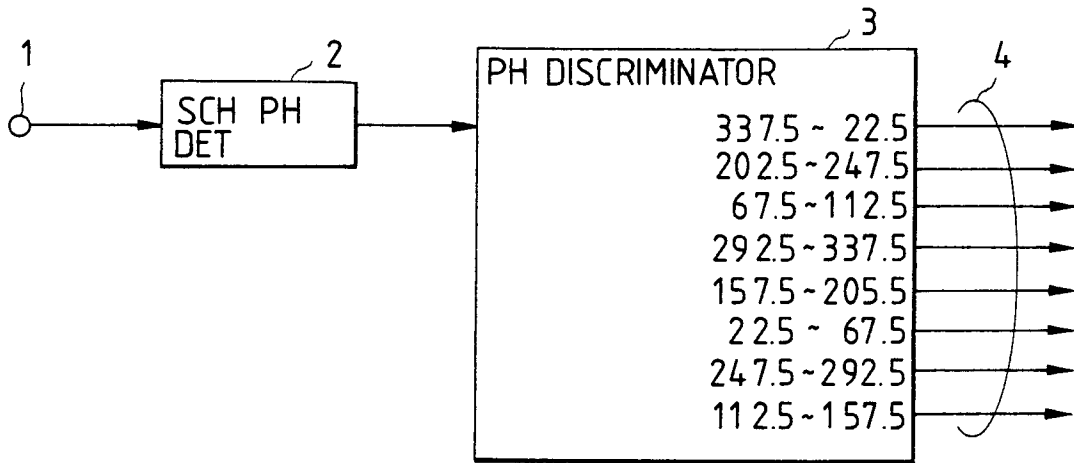 1
2
3
4
SCH PH
DET
PH DISCRIMINATOR
337.5 ~ 22.5
202.5 ~ 247.5
67.5 ~ 112.5
292.5 ~ 337.5
157.5 ~ 205.5
22.5 ~ 67.5
247.5 ~ 292.5
112.5 ~ 157.5